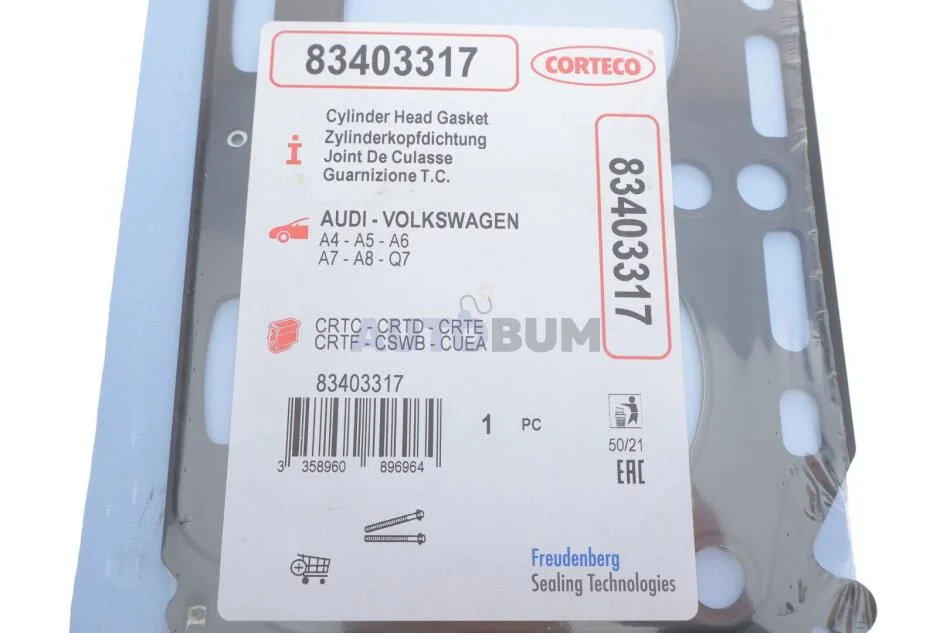 83403317
CORTECO
Cylinder Head Gasket
Zylinderkopfdichtung
Joint De Culasse
Guarnizione T.C.
83403317
AUDI - VOLKSWAGEN
A4 - A5 - A6
A7 - A8 - Q7
AUTOBUM
CRTC - CRTD - CRTE
CRTF - CSWB - CUEA
83403317
3 358960 896964
1 PC
50/21
EAC
Freudenberg
Sealing Technologies